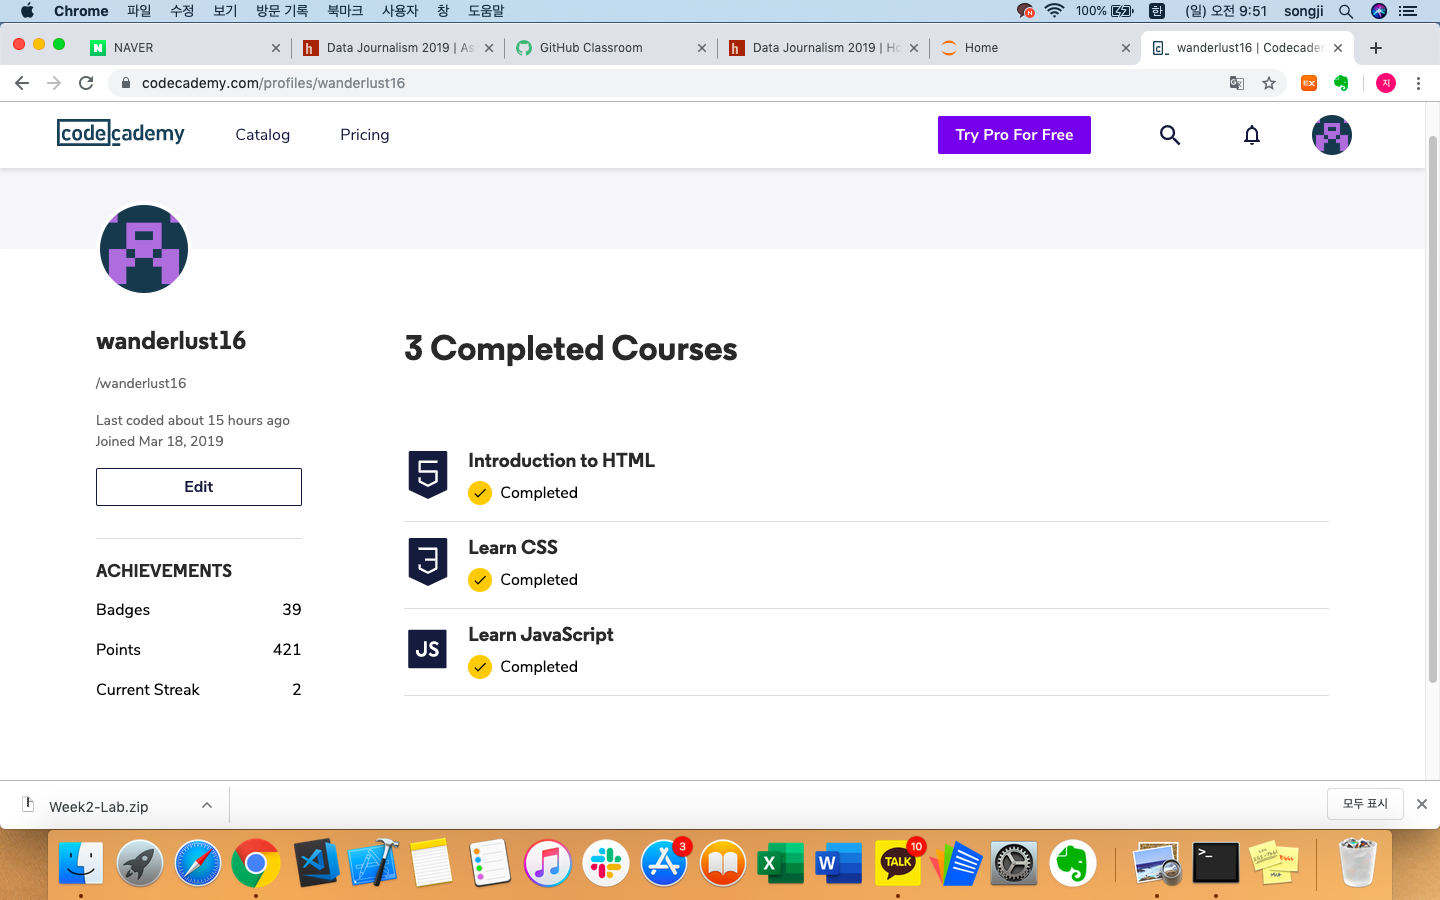 Chrome 파일 수정 보기 방문 기록 북마크 사용자 창 도움말 100% 한 (일) 오전 9:51 songji
NAVER Data Journalism 2019 | As GitHub Classroom Data Journalism 2019 | Ho Home wanderlust16 | Codecader
codecademy.com/profiles/wanderlust16 지
codecademy Catalog Pricing Try Pro For Free
wanderlust16
3 Completed Courses
/wanderlust16
Last coded about 15 hours ago
Joined Mar 18, 2019
Edit
Introduction to HTML
Completed
Learn CSS
Completed
JS Learn JavaScript
Completed
ACHIEVEMENTS
Badges 39
Points 421
Current Streak 2
Week2-Lab.zip 모두 표시
3 X W TALK 10